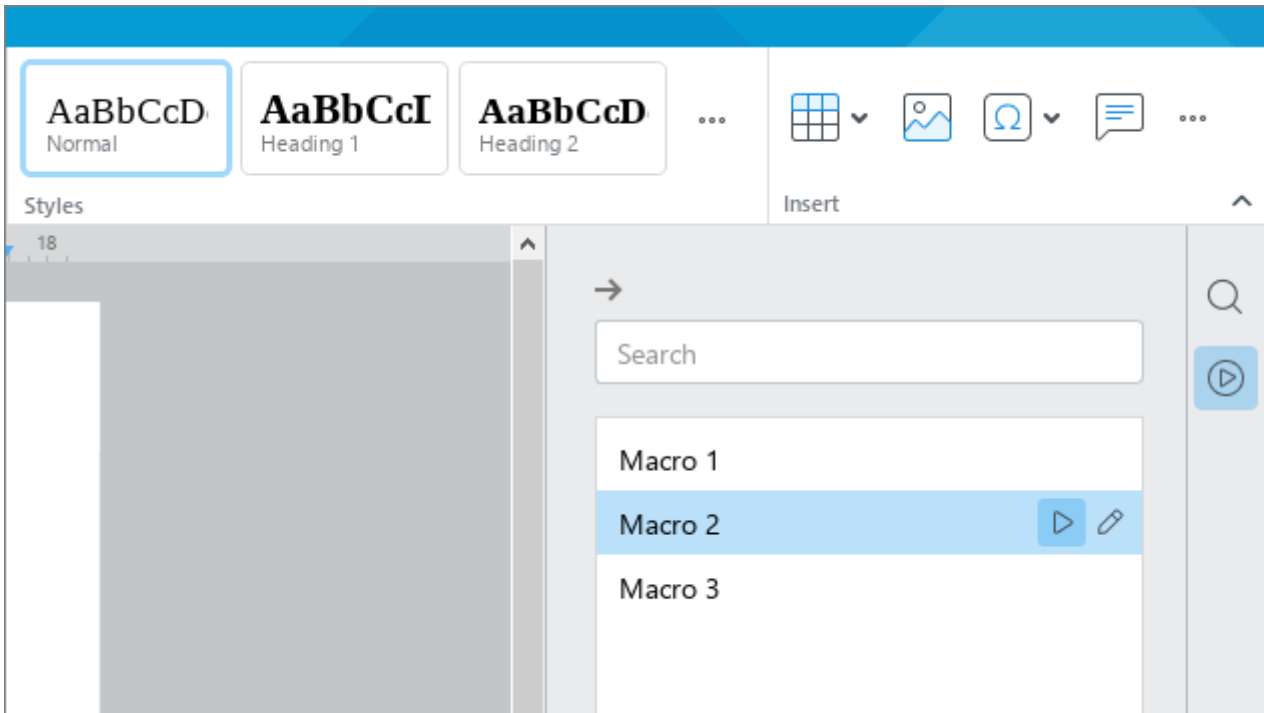 AaBbCcD
Normal
AaBbCcI
Heading 1
AaBbCcD
Heading 2
Styles
Insert
18
Search
Macro 1
Macro 2
Macro 3